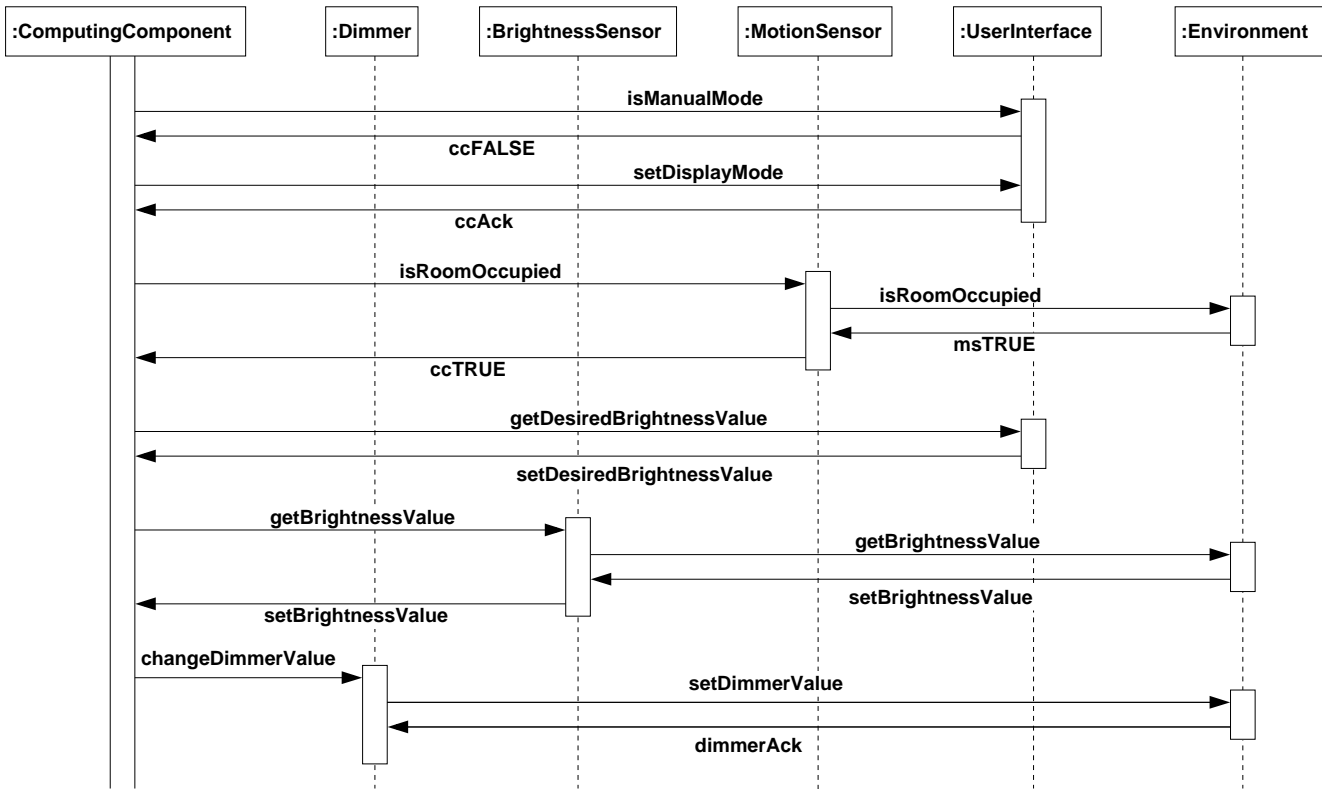 :ComputingComponent
:Dimmer
:BrightnessSensor
:MotionSensor
:UserInterface
:Environment
isManualMode
ccFALSE
setDisplayMode
ccAck
isRoomOccupied
isRoomOccupied
msTRUE
ccTRUE
getDesiredBrightnessValue
setDesiredBrightnessValue
getBrightnessValue
getBrightnessValue
setBrightnessValue
setBrightnessValue
changeDimmerValue
setDimmerValue
dimmerAck